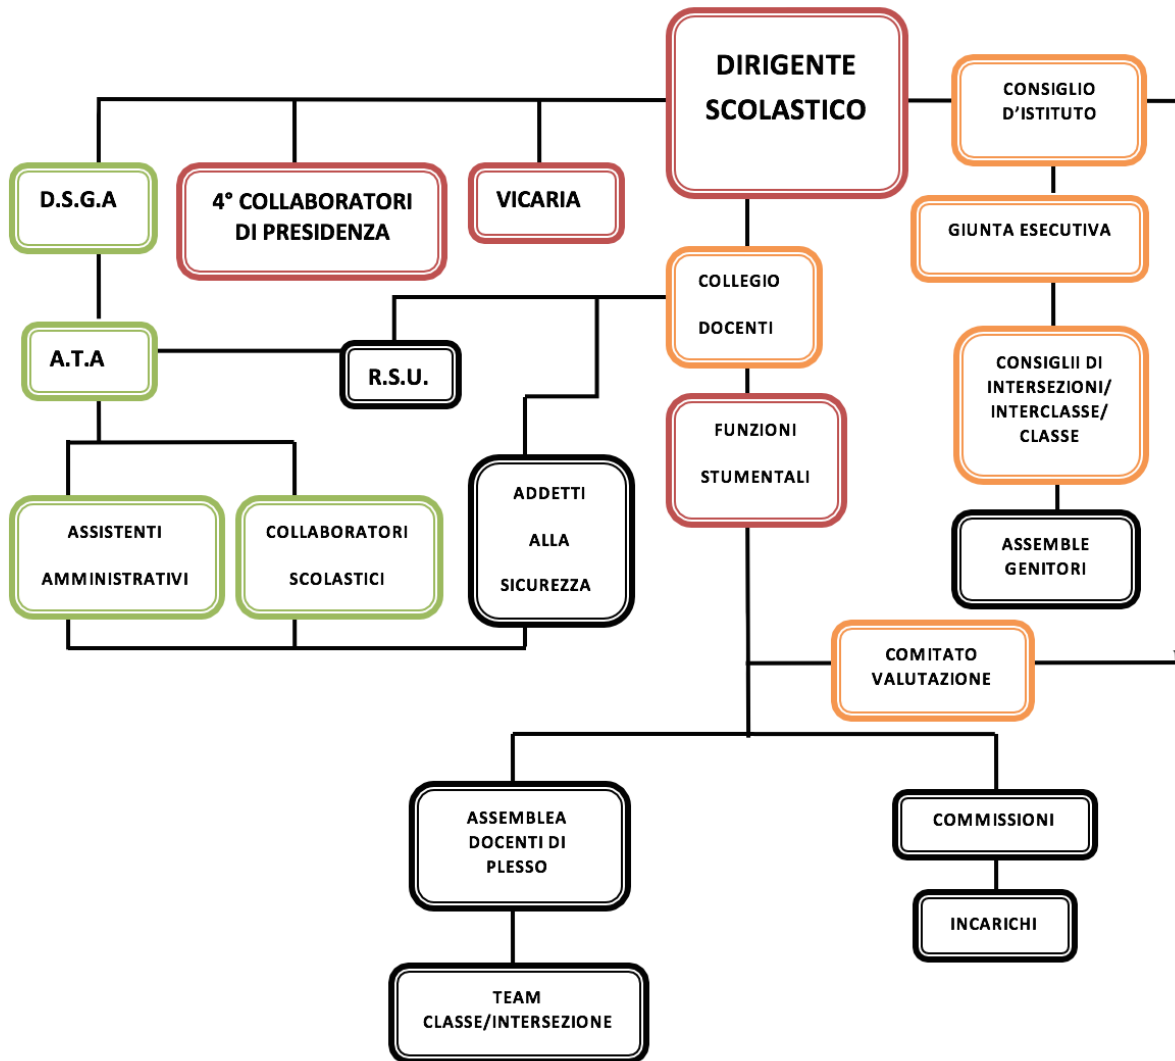 DIRIGENTE
SCOLASTICO
CONSIGLIO
D’ISTITUTO
D.S.G.A
4° COLLABORATORI
DI PRESIDENZA
VICARIA
GIUNTA ESECUTIVA
COLLEGIO
DOCENTI
A.T.A
R.S.U.
CONSIGLII DI
INTERSEZIONI/
INTERCLASSE/
CLASSE
FUNZIONI
STUMENTALI
ASSISTENTI
AMMINISTRATIVI
COLLABORATORI
SCOLASTICI
ADDETTI
ALLA
SICUREZZA
ASSEMBLE
GENITORI
COMITATO
VALUTAZIONE
ASSEMBLEA
DOCENTI DI
PLESSO
COMMISSIONI
INCARICHI
TEAM
CLASSE/INTERSEZIONE